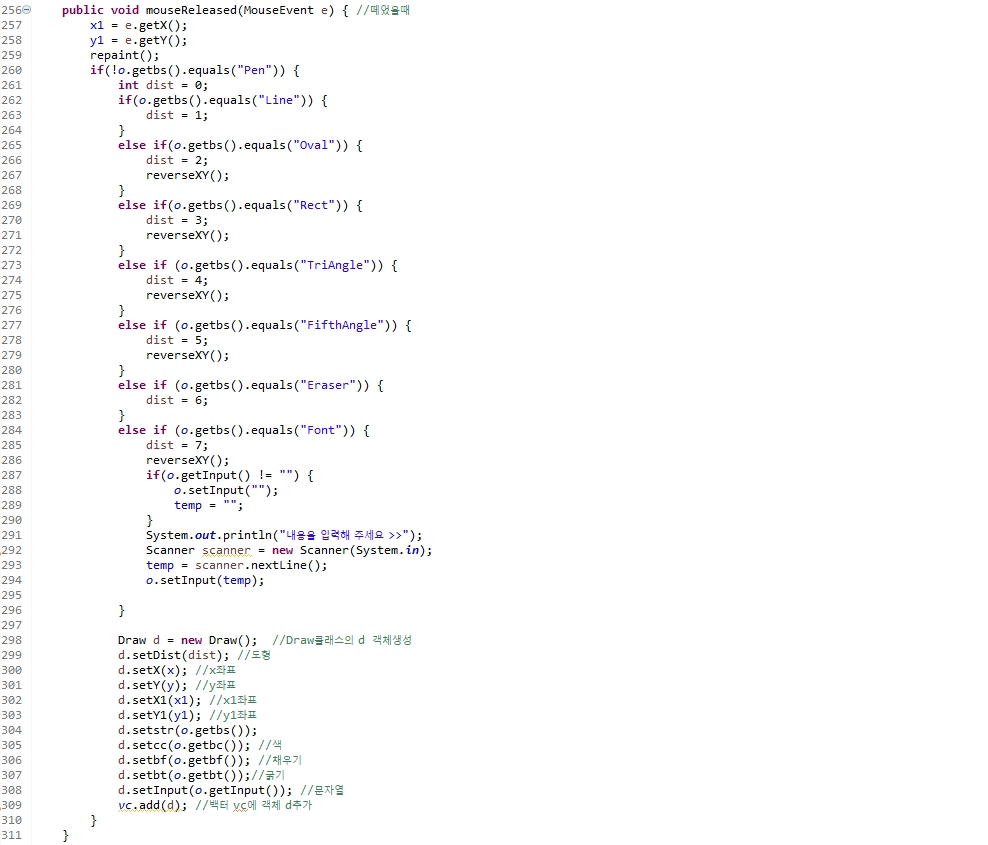 256 public void mouseReleased(MouseEvent e) { //떼었을때
257 x1 = e.getX();
258 y1 = e.getY();
259 repaint();
260 if(!o.getbs().equals("Pen")) {
261 int dist = 0;
262 if(o.getbs().equals("Line")) {
263 dist = 1;
264 }
265 else if(o.getbs().equals("Oval")) {
266 dist = 2;
267 reverseXY();
268 }
269 else if(o.getbs().equals("Rect")) {
270 dist = 3;
271 reverseXY();
272 }
273 else if (o.getbs().equals("TriAngle")) {
274 dist = 4;
275 reverseXY();
276 }
277 else if (o.getbs().equals("FifthAngle")) {
278 dist = 5;
279 reverseXY();
280 }
281 else if (o.getbs().equals("Eraser")) {
282 dist = 6;
283 }
284 else if (o.getbs().equals("Font")) {
285 dist = 7;
286 reverseXY();
287 if(o.getInput() != "") {
288 o.setInput("");
289 temp = "";
290 }
291 System.out.println("내용을 입력해 주세요 >>");
292 Scanner scanner = new Scanner(System.in);
293 temp = scanner.nextLine();
294 o.setInput(temp);
295
296 }
297
298 Draw d = new Draw(); //Draw클래스의 d 객체생성
299 d.setDist(dist); //도형
300 d.setX(x); //x좌표
301 d.setY(y); //y좌표
302 d.setX1(x1); //x1좌표
303 d.setY1(y1); //y1좌표
304 d.setstr(o.getbs());
305 d.setcc(o.getbc()); //색
306 d.setbf(o.getbf()); //채우기
307 d.setbt(o.getbt());//굵기
308 d.setInput(o.getInput()); //문자열
309 vc.add(d); //백터 vc에 객체 d추가
310 }
311 }